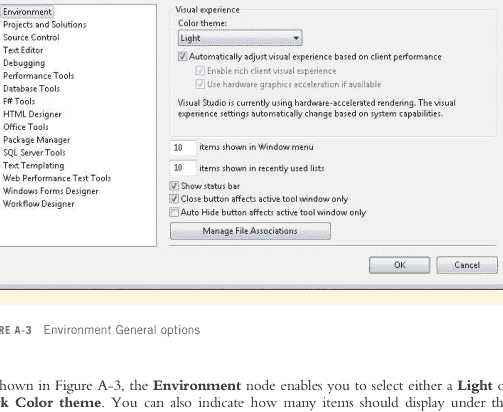 Environment
Projects and Solutions
Source Control
Text Editor
Debugging
Performance Tools
Database Tools
F# Tools
HTML Designer
Office Tools
Package Manager
SQL Server Tools
Text Templating
Web Performance Test Tools
Windows Forms Designer
Workflow Designer
Visual experience
Color theme:
Light
Automatically adjust visual experience based on client performance
Enable rich client visual experience
Use hardware graphics acceleration if available
Visual Studio is currently using hardware-accelerated rendering. The visual
experience settings automatically change based on system capabilities.
10 items shown in Window menu
10 items shown in recently used lists
Show status bar
Close button affects active tool window only
Auto Hide button affects active tool window only
Manage File Associations
OK Cancel
RE A-3 Environment General options
hown in Figure A-3, the Environment node enables you to select either a Light o
k Color theme. You can also indicate how many items should display under th